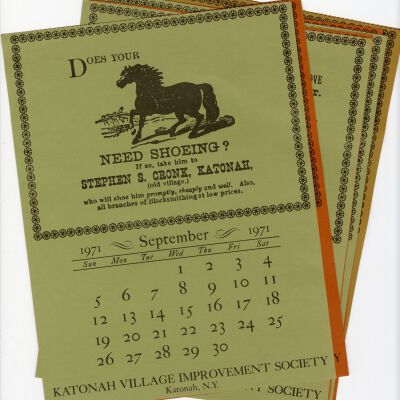 DOES YOUR
NEED SHOEING?
If so, take him to
STEPHEN S. CRONK, KATONAH,
(old village,)
who will shoe him promptly, cheaply and well. Also,
all branches of Blacksmithing at low prices.
1971 September 1971
Sun Mon Tue Wed Thu Fri Sat
1 2 3 4
5 6 7 8 9 10 11
12 13 14 15 16 17 18
19 20 21 22 23 24 25
26 27 28 29 30
KATONAH VILLAGE IMPROVEMENT SOCIETY
Katonah, N.Y.
SOCIETY